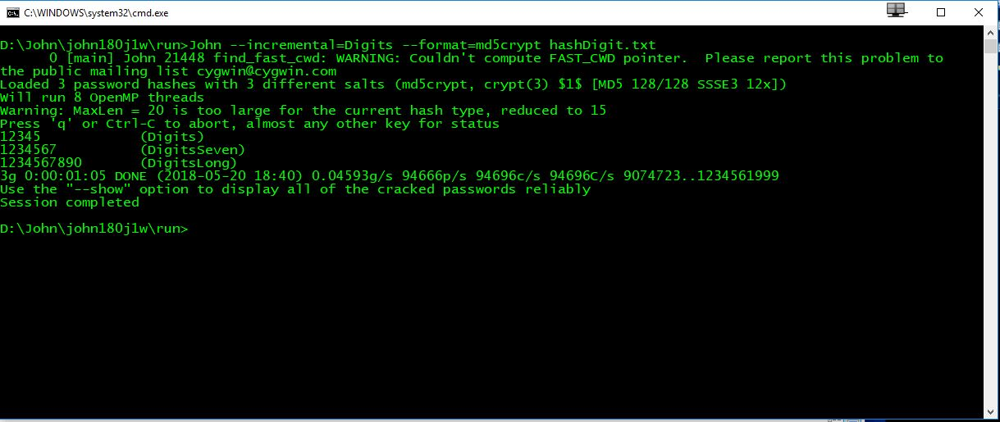 C:\WINDOWS\system32\cmd.exe
D:\John\john180j1w\run>John --incremental=Digits --format=md5crypt hashDigit.txt
      0 [main] John 21448 find_fast_cwd: WARNING: Couldn't compute FAST_CWD pointer.  Please report this problem to
the public mailing list cygwin@cygwin.com
Loaded 3 password hashes with 3 different salts (md5crypt, crypt(3) $1$ [MD5 128/128 SSSE3 12x])
Will run 8 OpenMP threads
Warning: MaxLen = 20 is too large for the current hash type, reduced to 15
Press 'q' or Ctrl-C to abort, almost any other key for status
12345            (Digits)
1234567          (DigitsSeven)
1234567890       (DigitsLong)
3g 0:00:01:05 DONE (2018-05-20 18:40) 0.04593g/s 94666p/s 94696c/s 94696C/s 9074723..1234561999
Use the "--show" option to display all of the cracked passwords reliably
Session completed
D:\John\john180j1w\run>